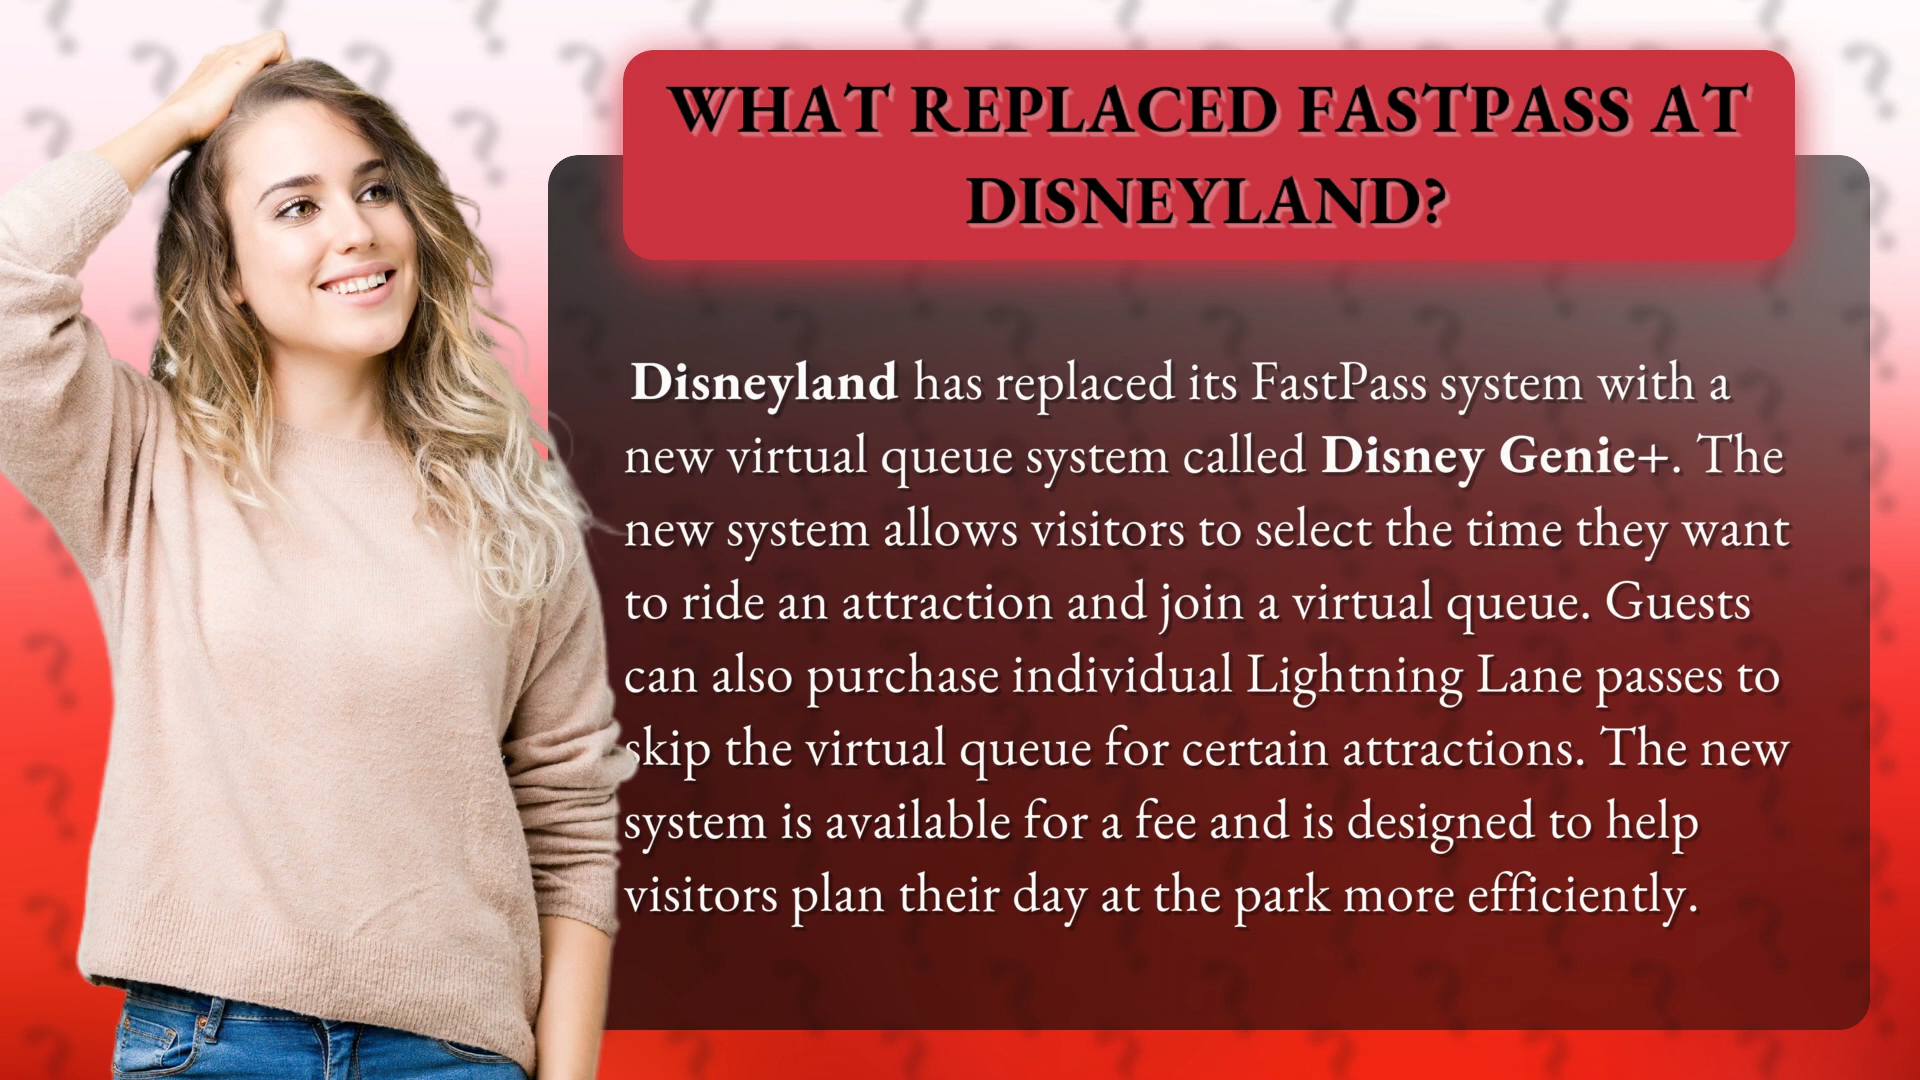 WHAT REPLACED FASTPASS AT
DISNEYLAND?
Disneyland has replaced its FastPass system with a
new virtual queue system called Disney Genie+. The
new system allows visitors to select the time they want
to ride an attraction and join a virtual queue. Guests
can also purchase individual Lightning Lane passes to
skip the virtual queue for certain attractions. The new
system is available for a fee and is designed to help
visitors plan their day at the park more efficiently.